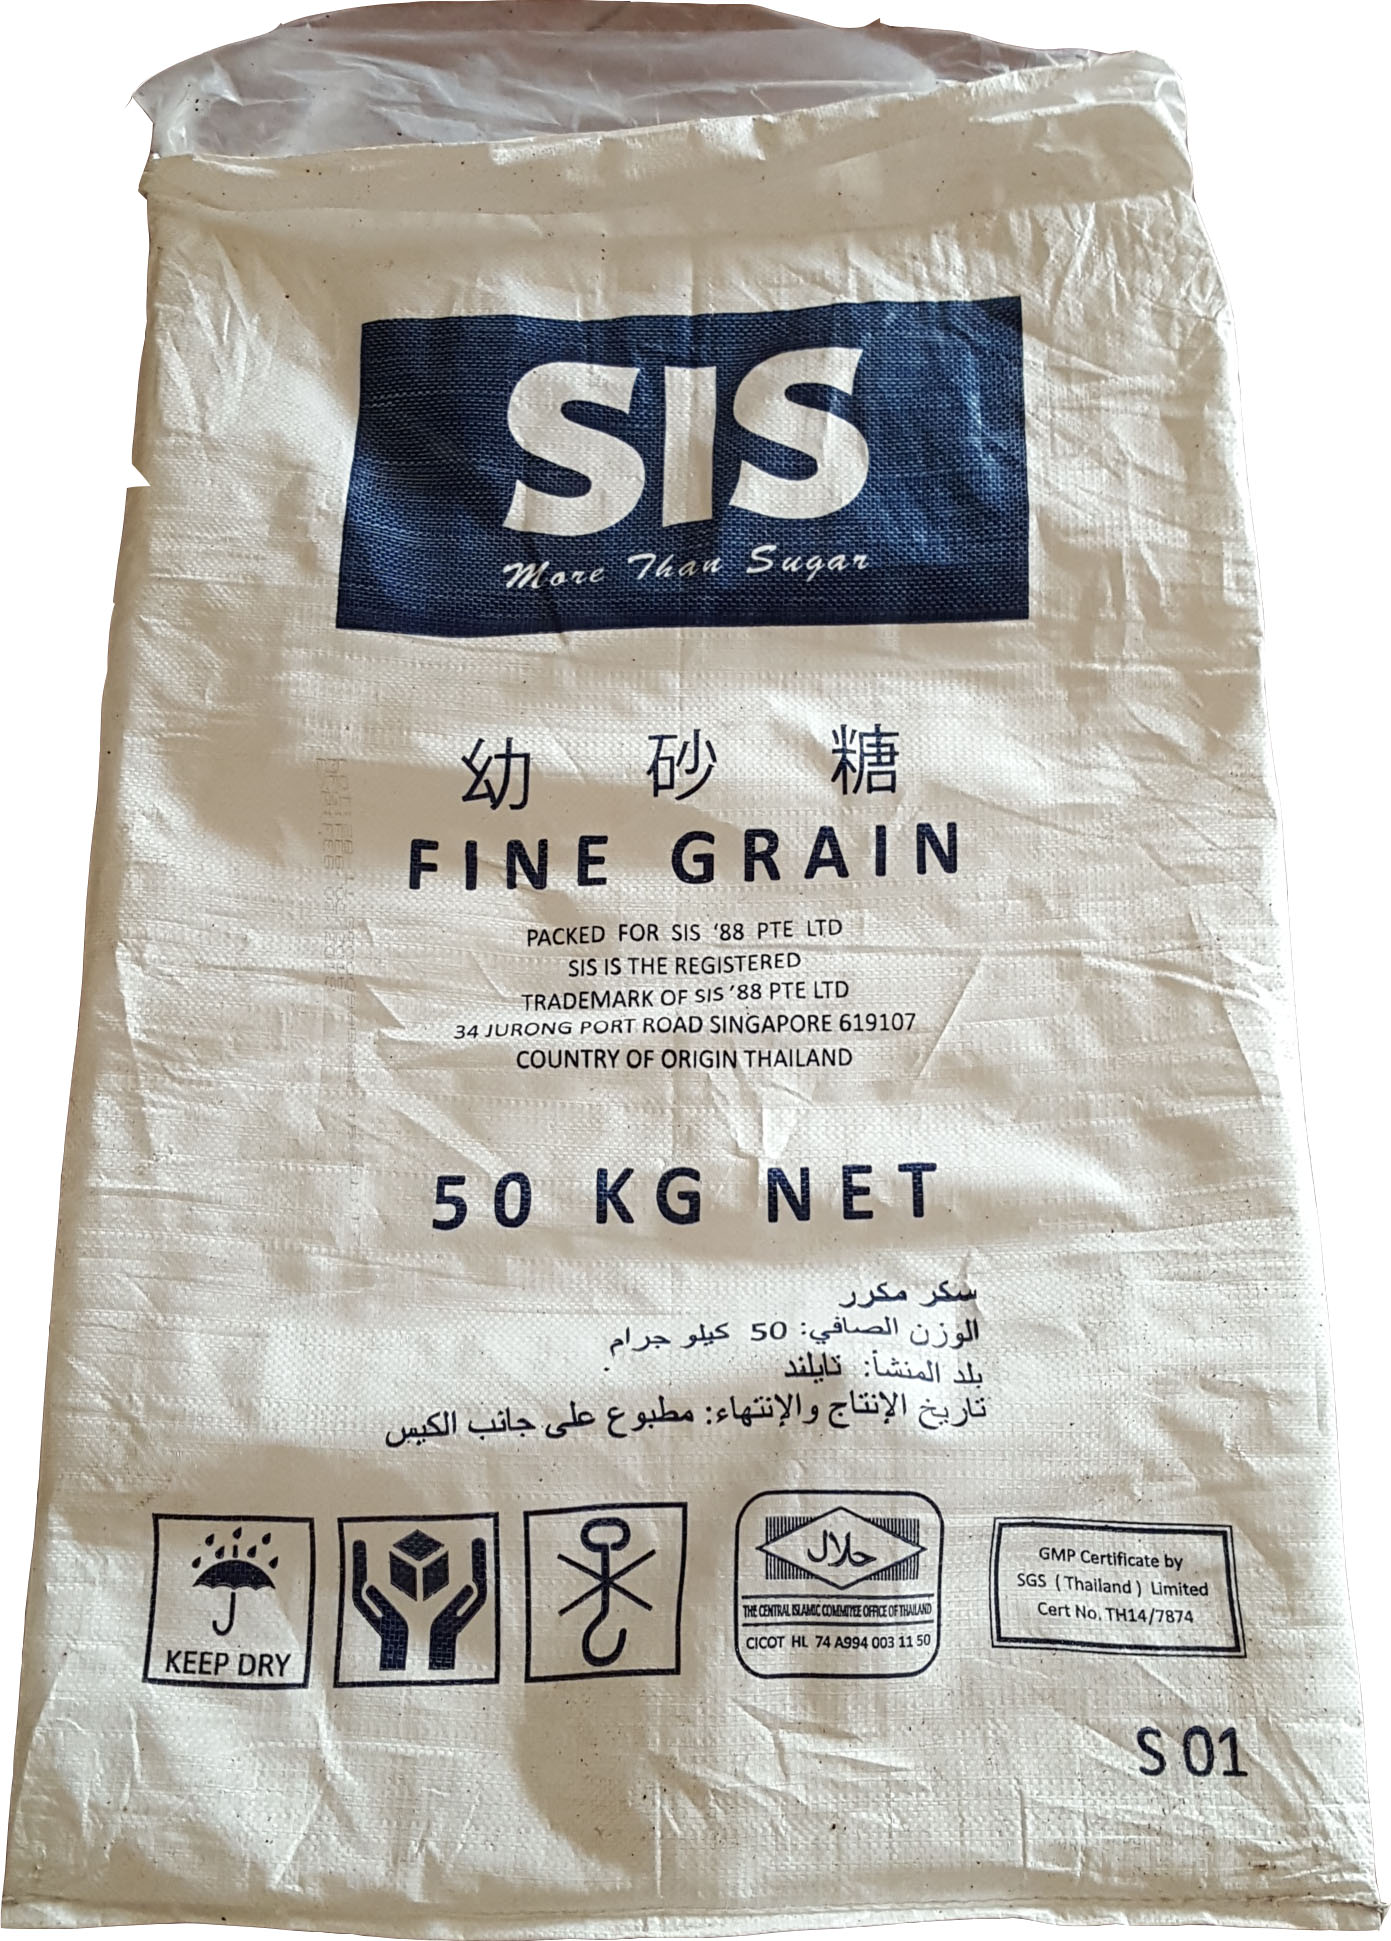 SIS
More Than Sugar
幼 砂 糖
FINE GRAIN
PACKED FOR SIS '88 PTE LTD
SIS IS THE REGISTERED
TRADEMARK OF SIS '88 PTE LTD
34 JURONG PORT ROAD SINGAPORE 619107
COUNTRY OF ORIGIN THAILAND
50 KG NET
سكر مكرر
الوزن الصافي: 50 كيلو جرام
بلد المنشأ: تايلند
تاريخ الإنتاج والإنتهاء: مطبوع على جانب الكيس
KEEP DRY
حلال
THE CENTRAL ISLAMIC COMMITTEE OFFICE OF THAILAND
CICOT HL 74 A994 003 11 50
GMP Certificate by
SGS (Thailand) Limited
Cert No. TH14/7874
S 01